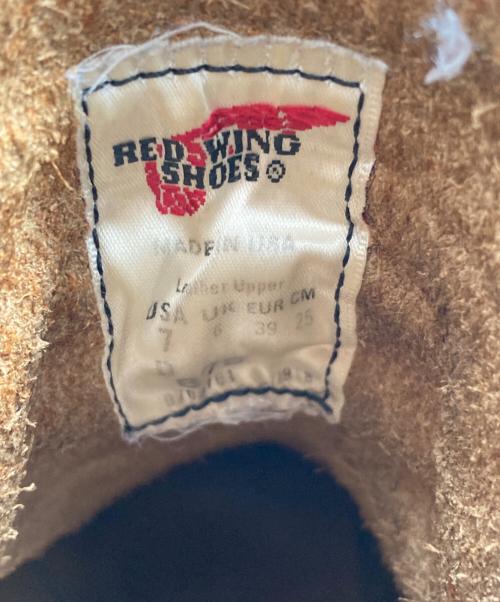 RED WING
SHOES
MADE IN USA
Leather Upper
USA UK EUR CM
7 6 39 25
D